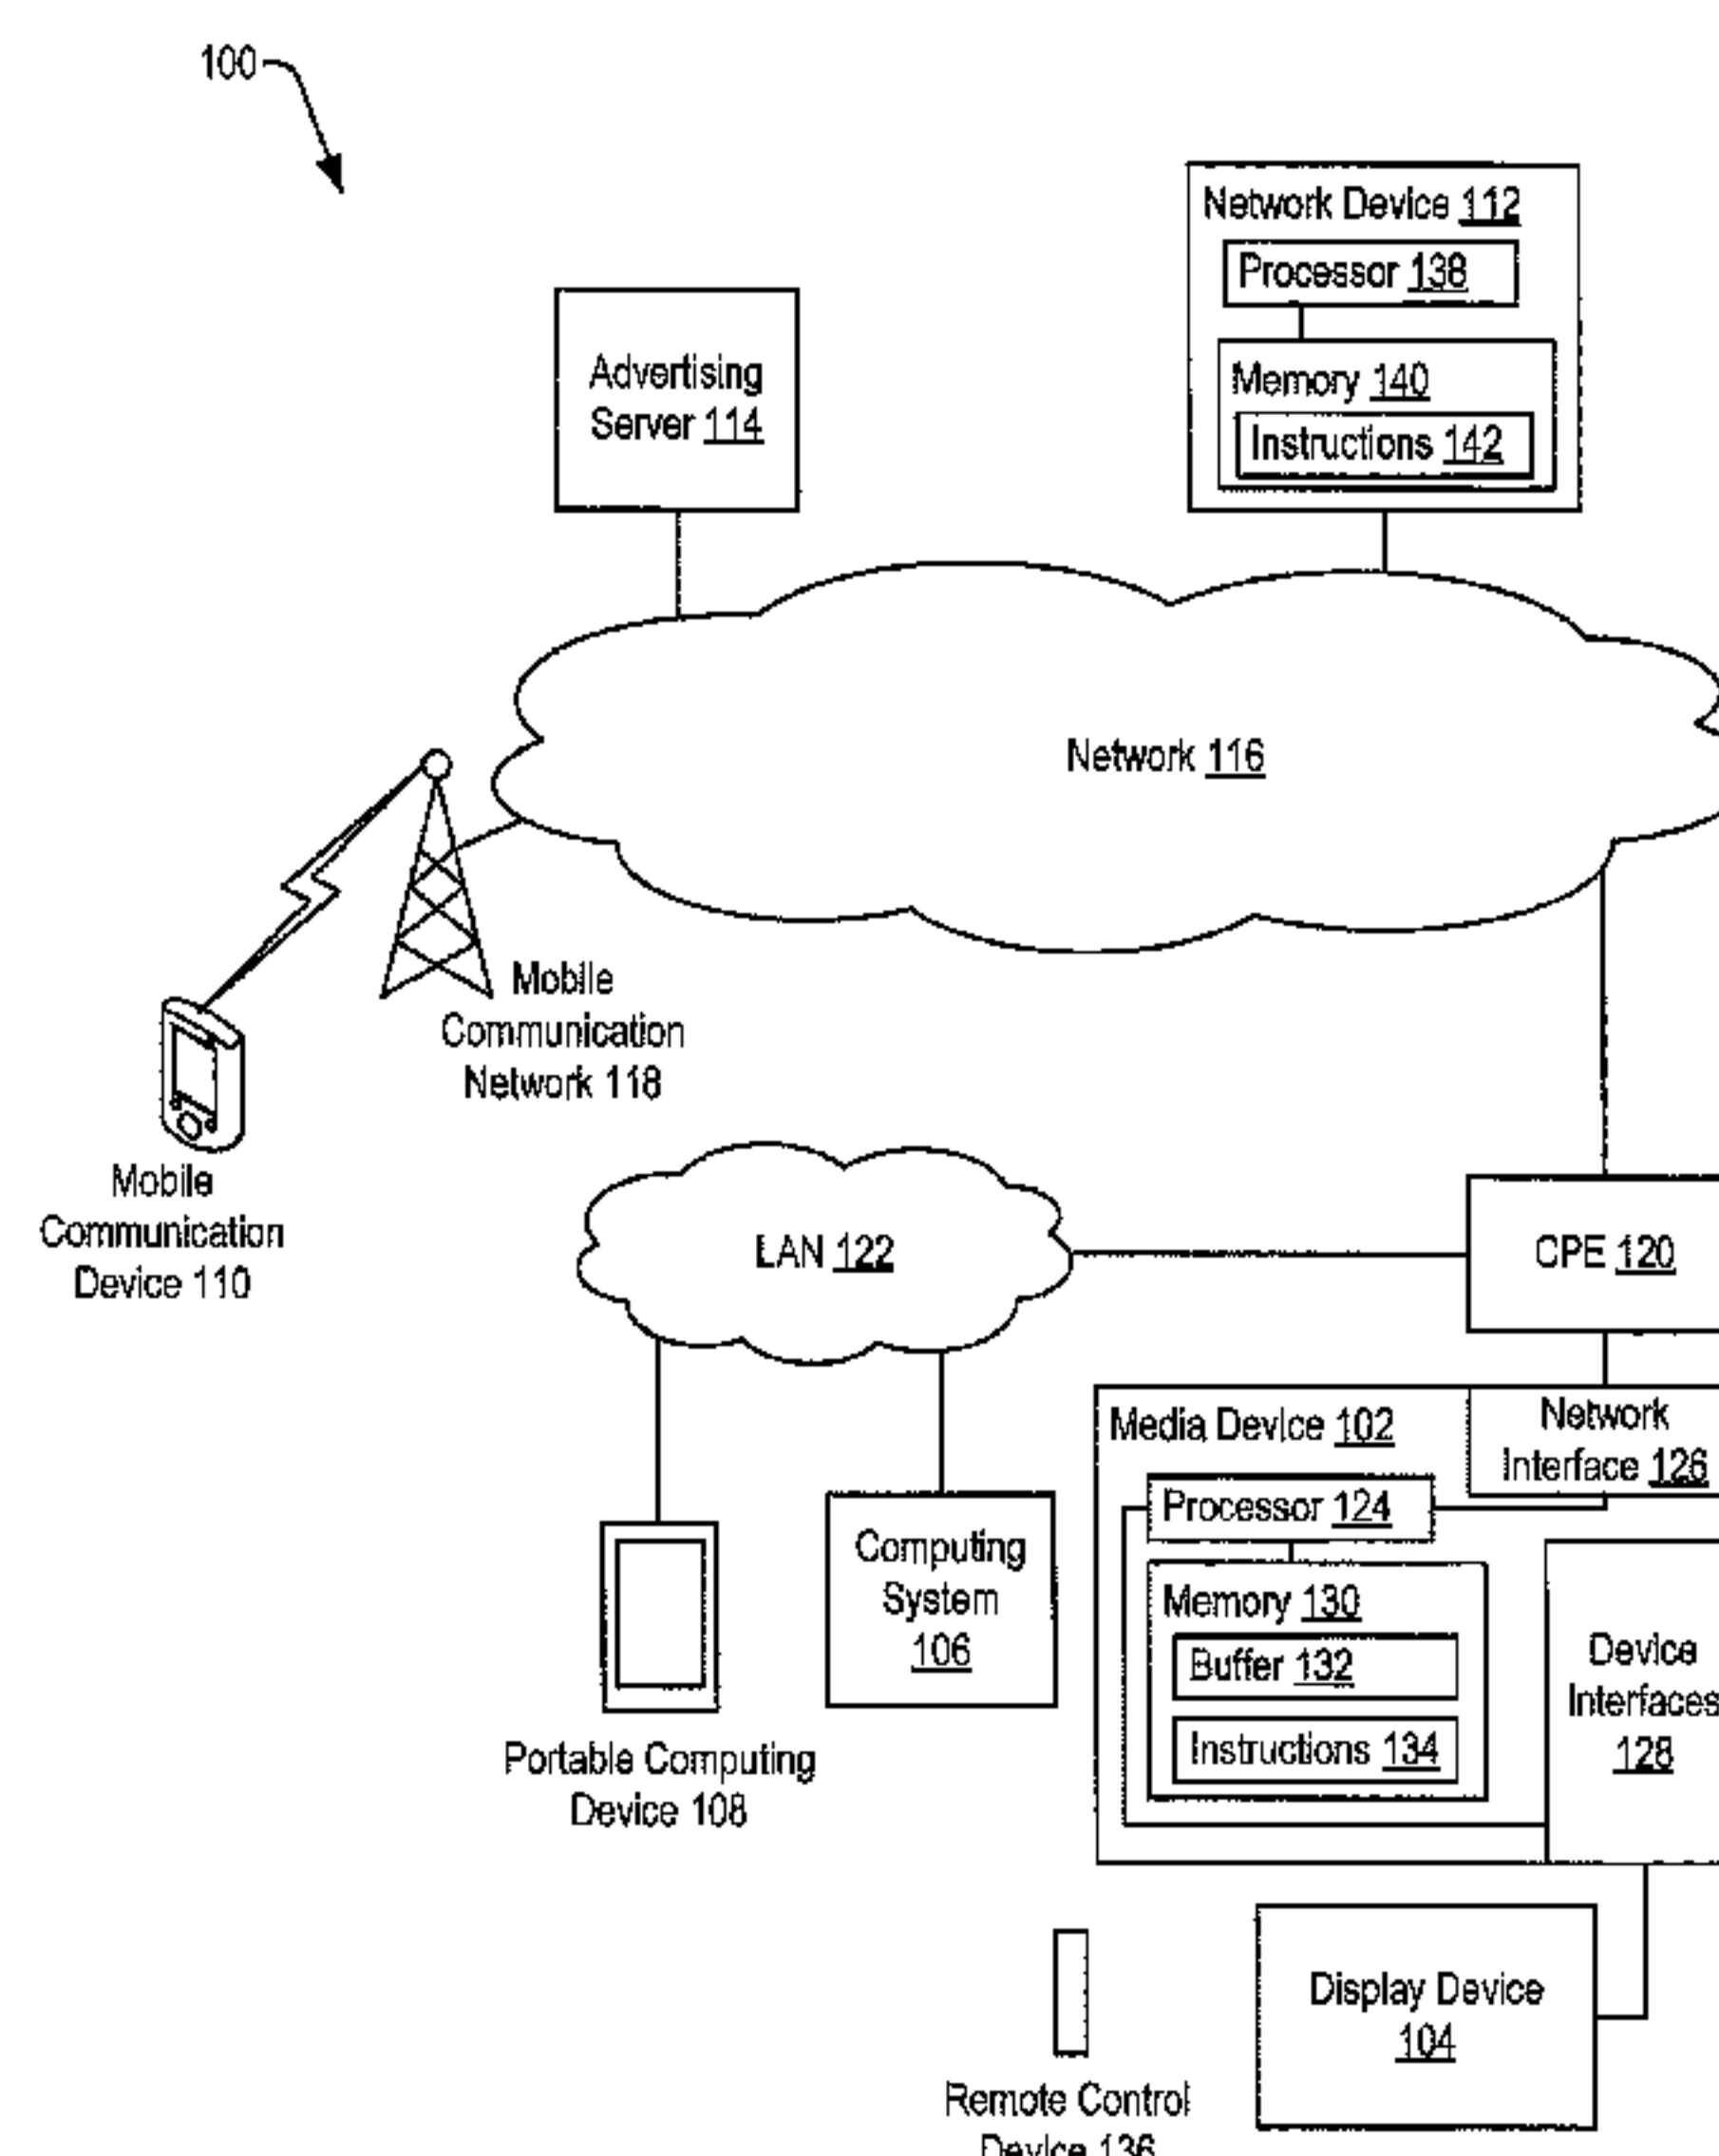 100
Network Device 112
Processor 138
Memory 140
Instructions 142
Advertising
Server 114
Network 116
Mobile
Communication
Network 118
Mobile
Communication
Device 110
LAN 122
CPE 120
Media Device 102
Network
Interface 126
Processor 124
Memory 130
Buffer 132
Instructions 134
Device
Interfaces
128
Computing
System
106
Portable Computing
Device 108
Display Device
104
Remote Control
Device 136